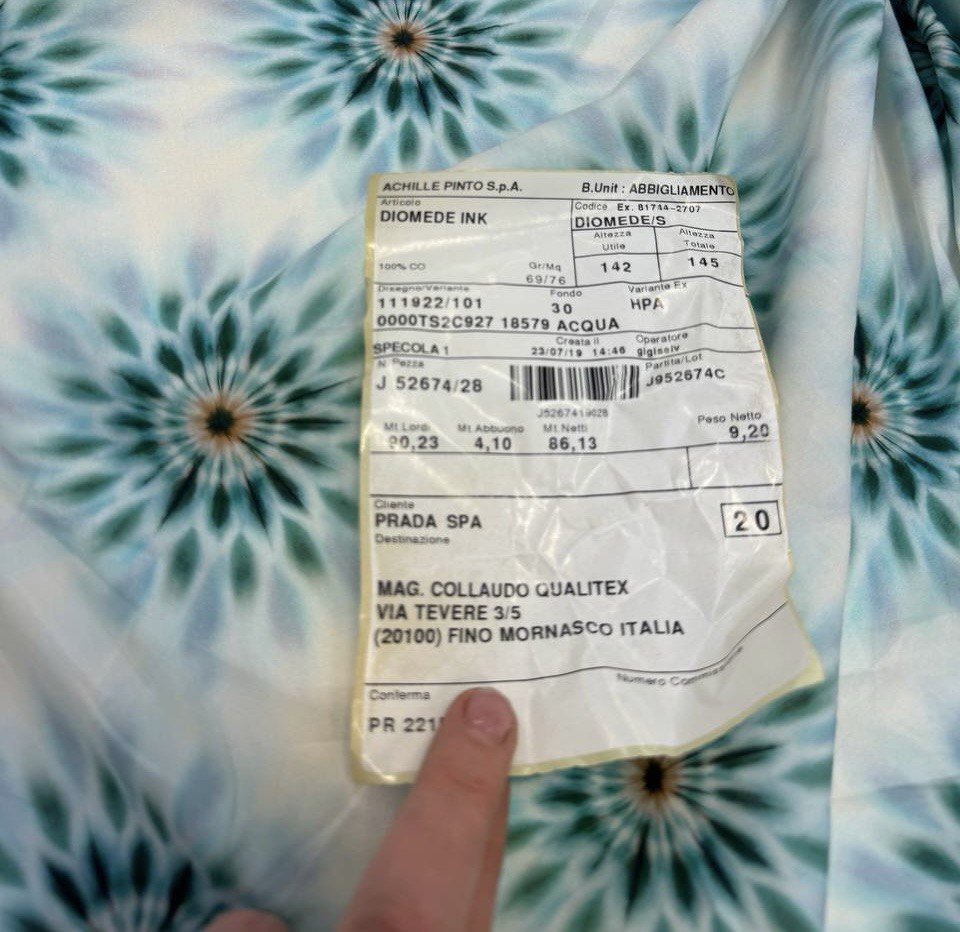 ACHILLE PINTO S.p.A. B.Unit : ABBIGLIAMENTO
Articolo
DIOMEDE INK
Codice. Ex. 81744-2707
DIOMEDE/S
Altezza Utile
Altezza Totale
142 145
100% CO
Gr/Mq
69/76
Disegno/Variante Fondo Variante Ex
111922/101 30 HPA
0000TS2C927 18579 ACQUA
SPECOLA 1
Creata il
23/07/19 14:46
Operatore
N. Pezza
J 52674/28
Partita/Lot
J952674C
J5267419028
Mt.Lordi Mt.Abbuono Mt.Netti Peso Netto
90,23 4,10 86,13 9,20
Cliente
PRADA SPA
20
Destinazione
MAG. COLLAUDO QUALITEX
VIA TEVERE 3/5
(20100) FINO MORNASCO ITALIA
Conferma
Numero
PR 221